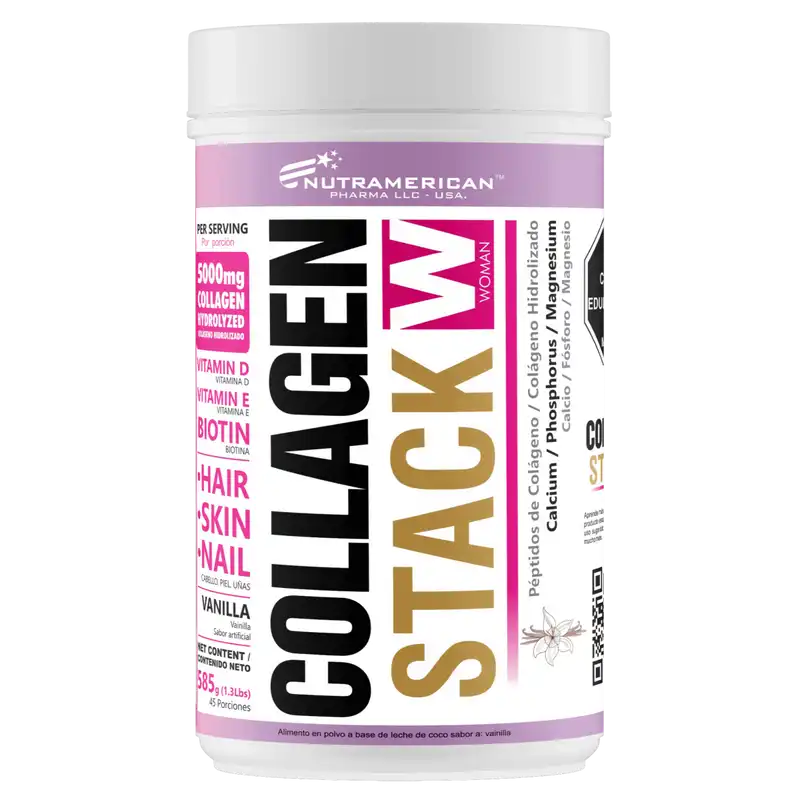 NUTRAMERICAN™
PHARMA LLC - USA.
PER SERVING
Por porción
5000mg
COLLAGEN
HYDROLYZED
COLÁGENO HIDROLIZADO
VITAMIN D
VITAMINA D
VITAMIN E
VITAMINA E
BIOTIN
BIOTINA
•HAIR
•SKIN
•NAIL
CABELLO, PIEL, UÑAS
VANILLA
Vainilla
Sabor artificial
NET CONTENT /
CONTENIDO NETO
585g (1.3Lbs)
45 Porciones
COLLAGEN
STACK W
WOMAN
Péptidos de Colágeno / Colágeno Hidrolizado
Calcium / Phosphorus / Magnesium
Calcio / Fósforo / Magnesio
Alimento en polvo a base de leche de coco sabor a: vainilla